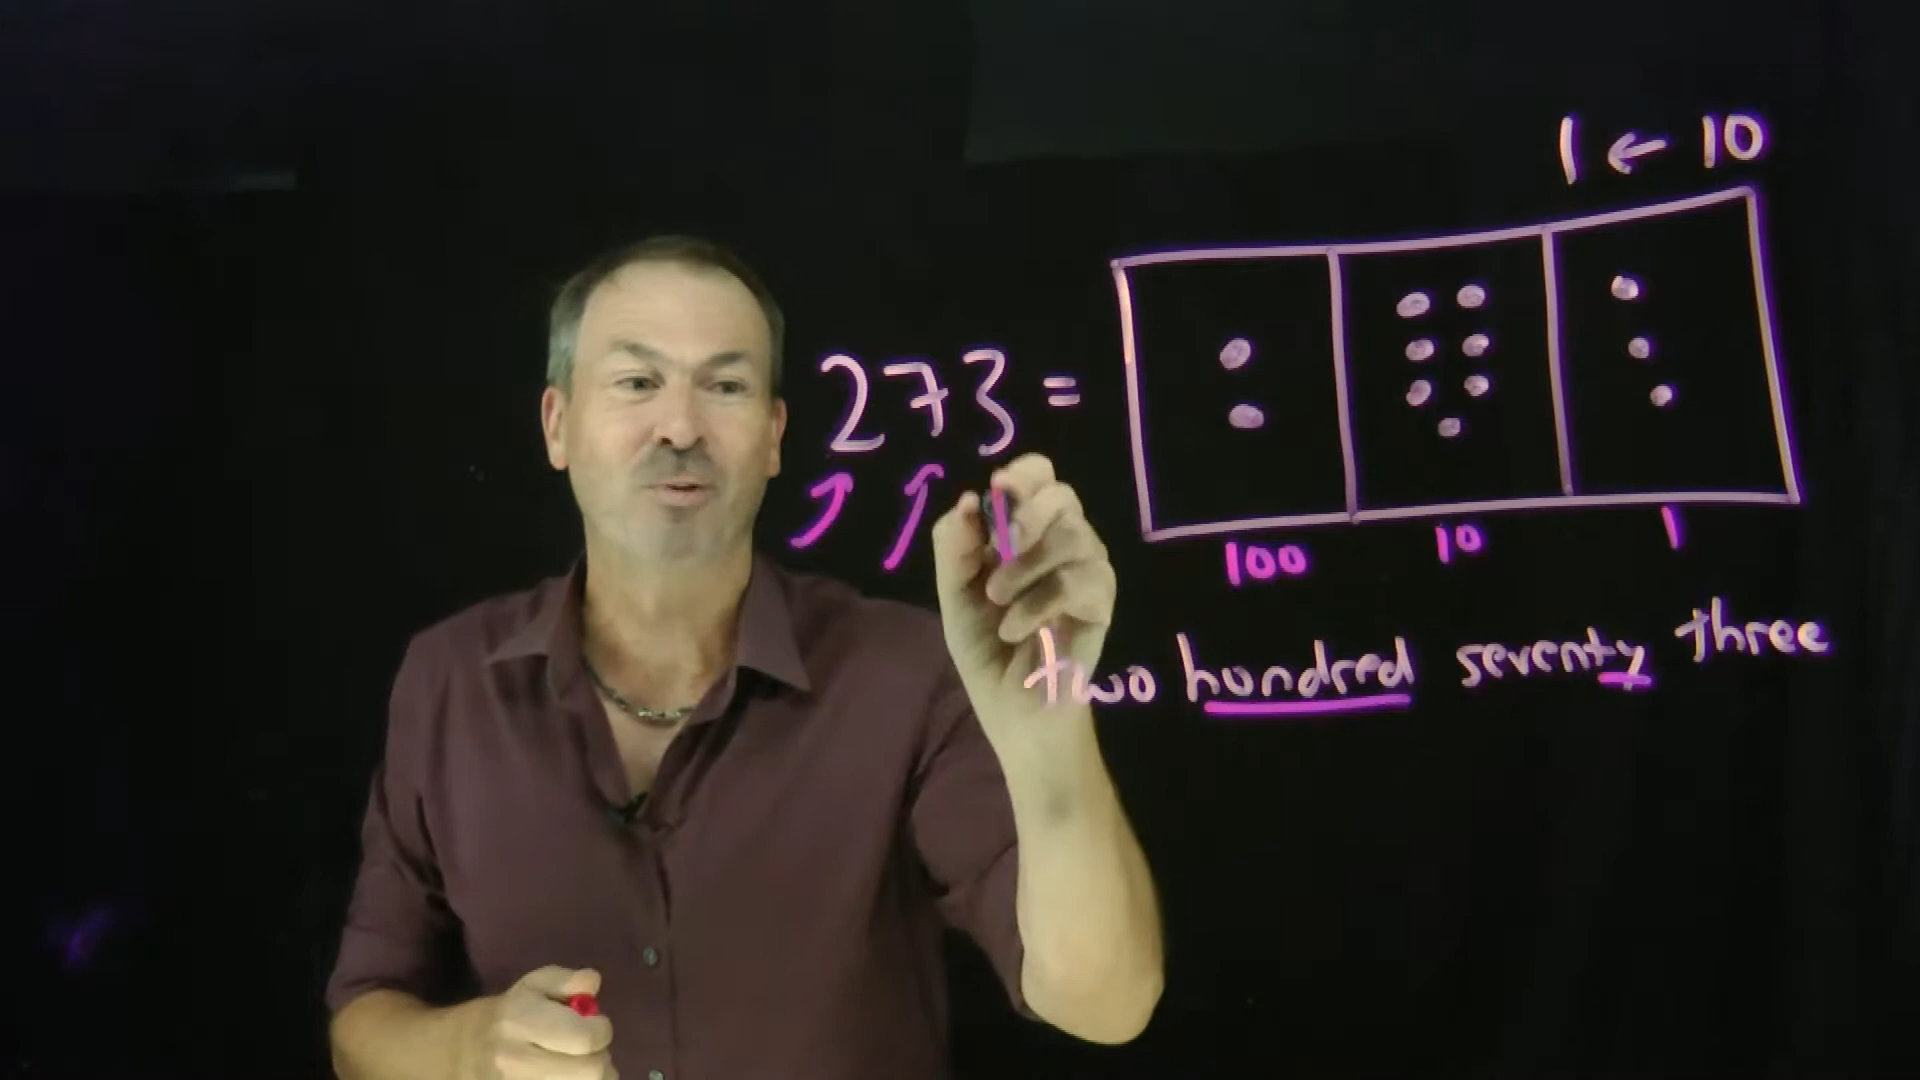 1 ← 10
273 =
100 10 1
two hundred seventy three